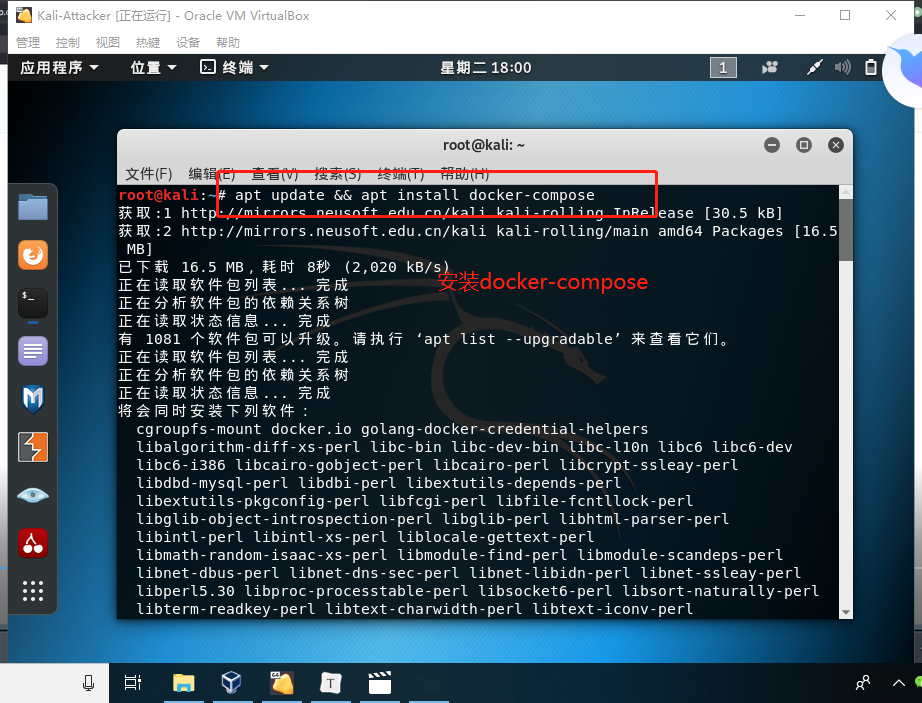 Kali-Attacker [正在运行] - Oracle VM VirtualBox
管理 控制 视图 热键 设备 帮助
应用程序 位置 终端 星期二 18:00 1
root@kali: ~
文件(F) 编辑(E) 查看(V) 搜索(S) 终端(T) 帮助(H)
root@kali:~# apt update && apt install docker-compose
获取:1 http://mirrors.neusoft.edu.cn/kali kali-rolling InRelease [30.5 kB]
获取:2 http://mirrors.neusoft.edu.cn/kali kali-rolling/main amd64 Packages [16.5
MB]
已下载 16.5 MB，耗时 8秒 (2,020 kB/s)
安装docker-compose
正在读取软件包列表... 完成
正在分析软件包的依赖关系树
正在读取状态信息... 完成
有 1081 个软件包可以升级。请执行 ‘apt list --upgradable’ 来查看它们。
正在读取软件包列表... 完成
正在分析软件包的依赖关系树
正在读取状态信息... 完成
将会同时安装下列软件：
cgroupfs-mount docker.io golang-docker-credential-helpers
libalgorithm-diff-xs-perl libc-bin libc-dev-bin libc-l10n libc6 libc6-dev
libc6-i386 libcairo-gobject-perl libcairo-perl libcrypt-ssleay-perl
libdbd-mysql-perl libdbi-perl libextutils-depends-perl
libextutils-pkgconfig-perl libfcgi-perl libfile-fcntllock-perl
libglib-object-introspection-perl libglib-perl libhtml-parser-perl
libintl-perl libintl-xs-perl liblocale-gettext-perl
libmath-random-isaac-xs-perl libmodule-find-perl libmodule-scandeps-perl
libnet-dbus-perl libnet-dns-sec-perl libnet-libidn-perl libnet-ssleay-perl
libperl5.30 libproc-processtable-perl libsocket6-perl libsort-naturally-perl
libterm-readkey-perl libtext-charwidth-perl libtext-iconv-perl